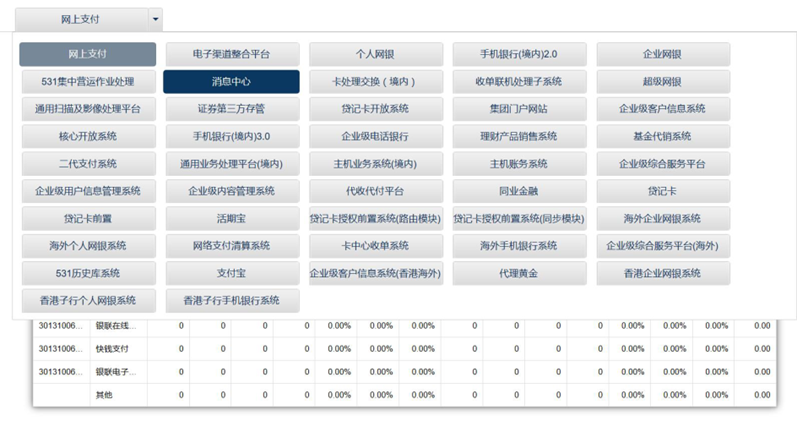 网上支付
网上支付 电子渠道整合平台 个人网银 手机银行(境内)2.0 企业网银
531集中营运作业处理 消息中心 卡处理交换（境内） 收单联机处理子系统 超级网银
通用扫描及影像处理平台 证券第三方存管 贷记卡开放系统 集团门户网站 企业级客户信息系统
核心开放系统 手机银行(境内)3.0 企业级电话银行 理财产品销售系统 基金代销系统
二代支付系统 通用业务处理平台(境内) 主机业务系统(境内) 主机账务系统 企业级综合服务平台
企业级用户信息管理系统 企业级内容管理系统 代收代付平台 同业金融 贷记卡
贷记卡前置 活期宝 贷记卡授权前置系统(路由模块) 贷记卡授权前置系统(同步模块) 海外企业网银系统
海外个人网银系统 网络支付清算系统 卡中心收单系统 海外手机银行系统 企业级综合服务平台(海外)
531历史库系统 支付宝 企业级客户信息系统(香港海外) 代理黄金 香港企业网银系统
香港子行个人网银系统 香港子行手机银行系统
30131006... 银联在线... 0 0 0 0 0.00% 0.00% 0.00% 0 0 0 0 0.00% 0.00% 0.00% 0.00
30131006... 快钱支付 0 0 0 0 0.00% 0.00% 0.00% 0 0 0 0 0.00% 0.00% 0.00% 0.00
30131006... 银联电子... 0 0 0 0 0.00% 0.00% 0.00% 0 0 0 0 0.00% 0.00% 0.00% 0.00
其他 0 0 0 0 0.00% 0.00% 0.00% 0 0 0 0 0.00% 0.00% 0.00% 0.00